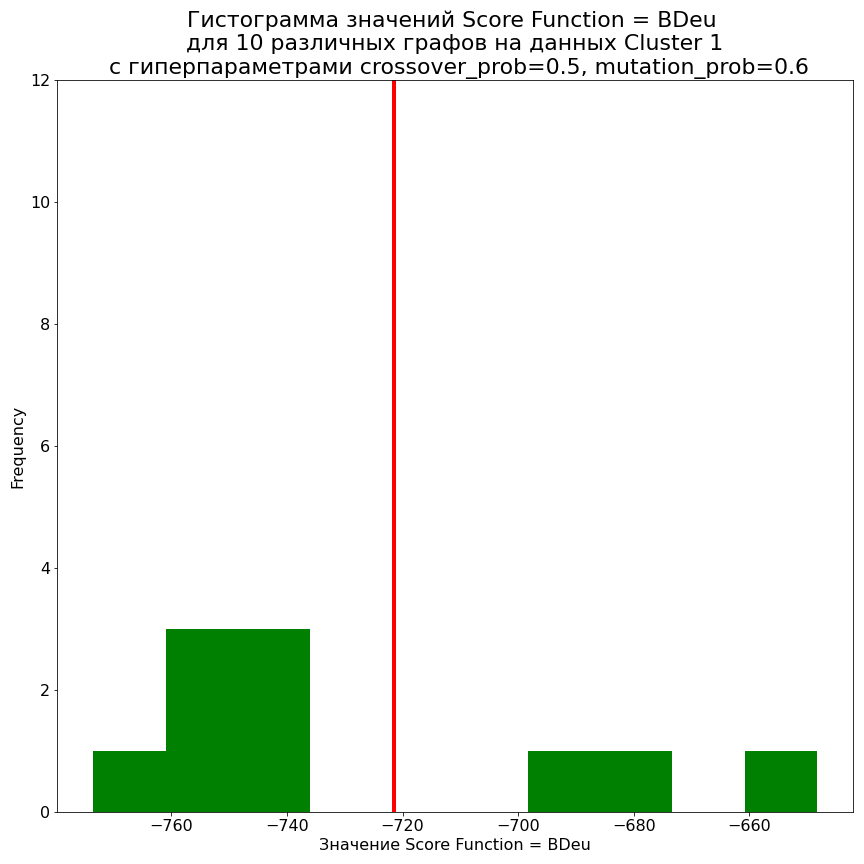 Гистограмма значений Score Function = BDeu
для 10 различных графов на данных Cluster 1
с гиперпараметрами crossover_prob=0.5, mutation_prob=0.6
12
10
8
6
4
2
0
Frequency
−760 −740 −720 −700 −680 −660
Значение Score Function = BDeu